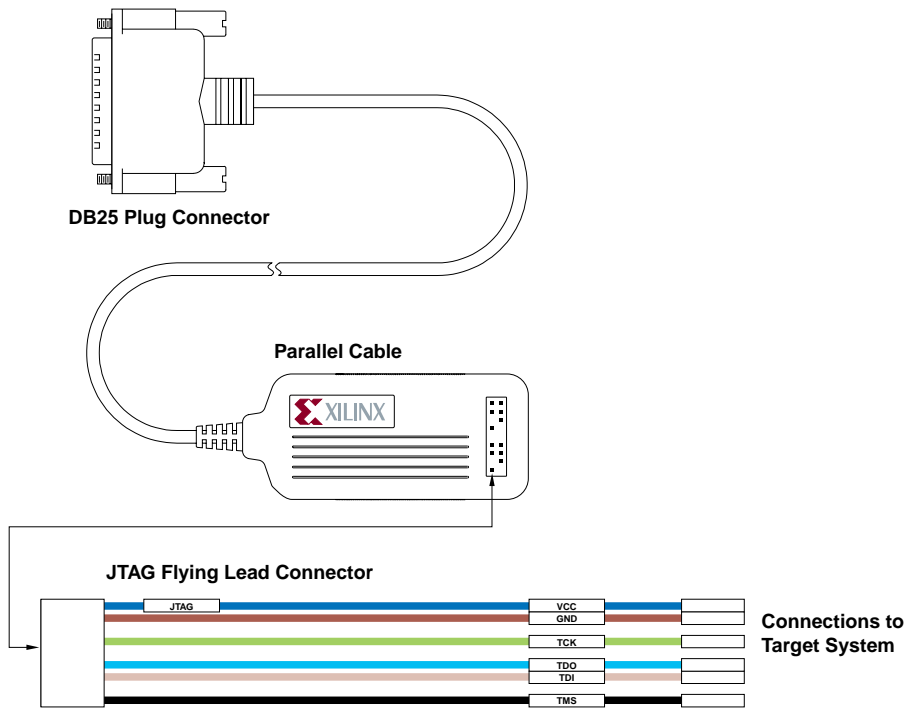 DB25 Plug Connector
Parallel Cable
XILINX
JTAG Flying Lead Connector
JTAG
VCC
GND
TCK
TDO
TDI
TMS
Connections to
Target System